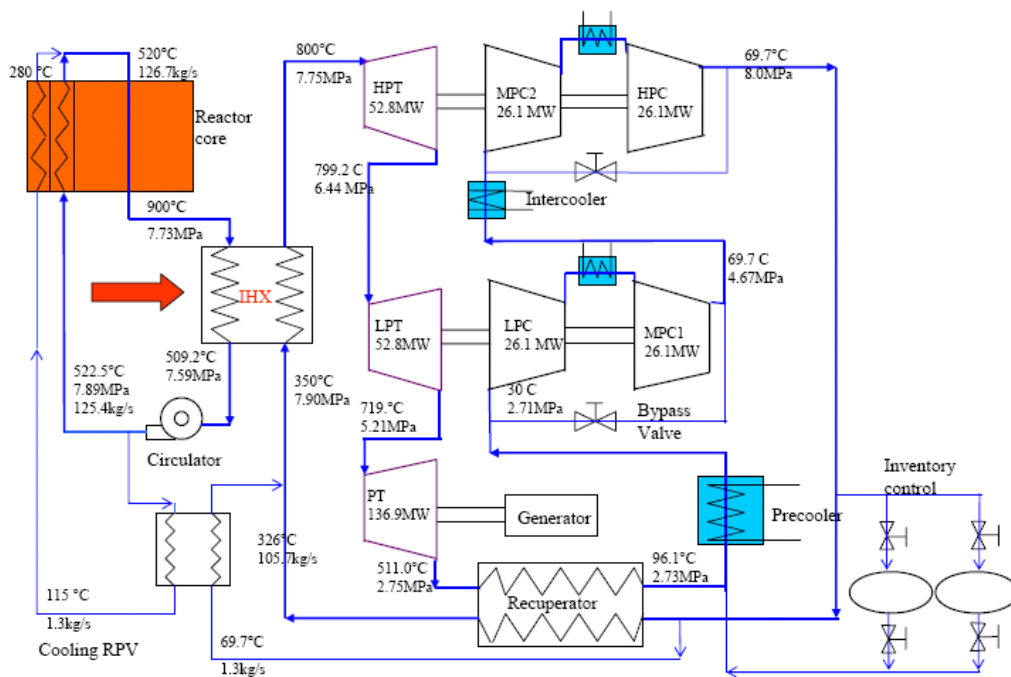 520°C
126.7kg/s
280 °C
Reactor
core
900°C
7.73MPa
IHX
800°C
7.75MPa
HPT
52.8MW
MPC2
26.1 MW
HPC
26.1MW
69.7°C
8.0MPa
799.2 C
6.44 MPa
Intercooler
69.7 C
4.67MPa
LPT
52.8MW
LPC
26.1 MW
MPC1
26.1MW
522.5°C
7.89MPa
125.4kg/s
509.2°C
7.59MPa
350°C
7.90MPa
30 C
2.71MPa
Bypass
Valve
719.°C
5.21MPa
Circulator
PT
136.9MW
Generator
Precooler
Inventory
control
326°C
105.7kg/s
511.0°C
2.75MPa
96.1°C
2.73MPa
Recuperator
115 °C
1.3kg/s
Cooling RPV
69.7°C
1.3kg/s